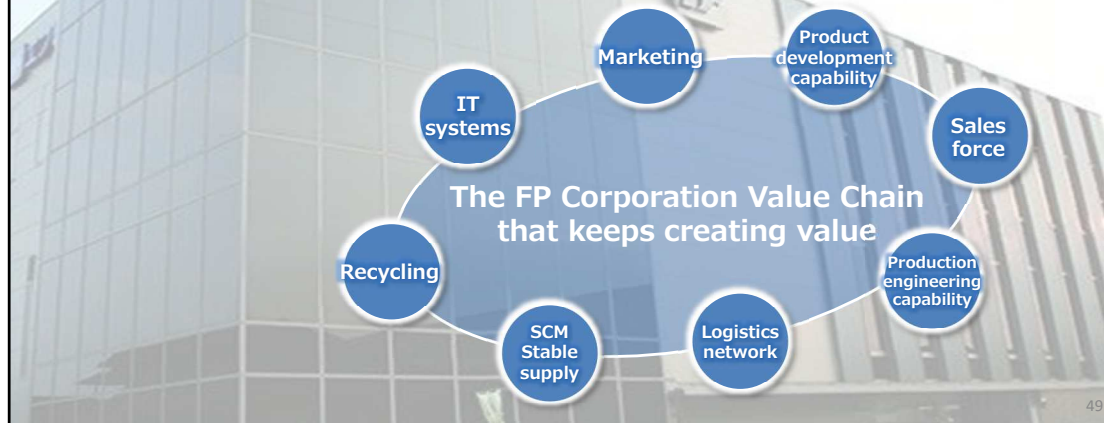 Marketing
Product
development
capability
IT
systems
Sales
force
The FP Corporation Value Chain
that keeps creating value
Recycling
Production
engineering
capability
SCM
Stable
supply
Logistics
network
49